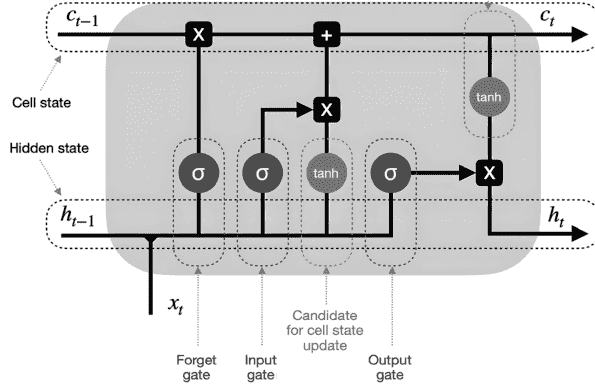 c_{t−1} c_t
X +
Cell state
tanh
X
Hidden state
σ σ tanh σ X
h_{t−1} h_t
x_t
Candidate
for cell state
update
Forget
gate
Input
gate
Output
gate